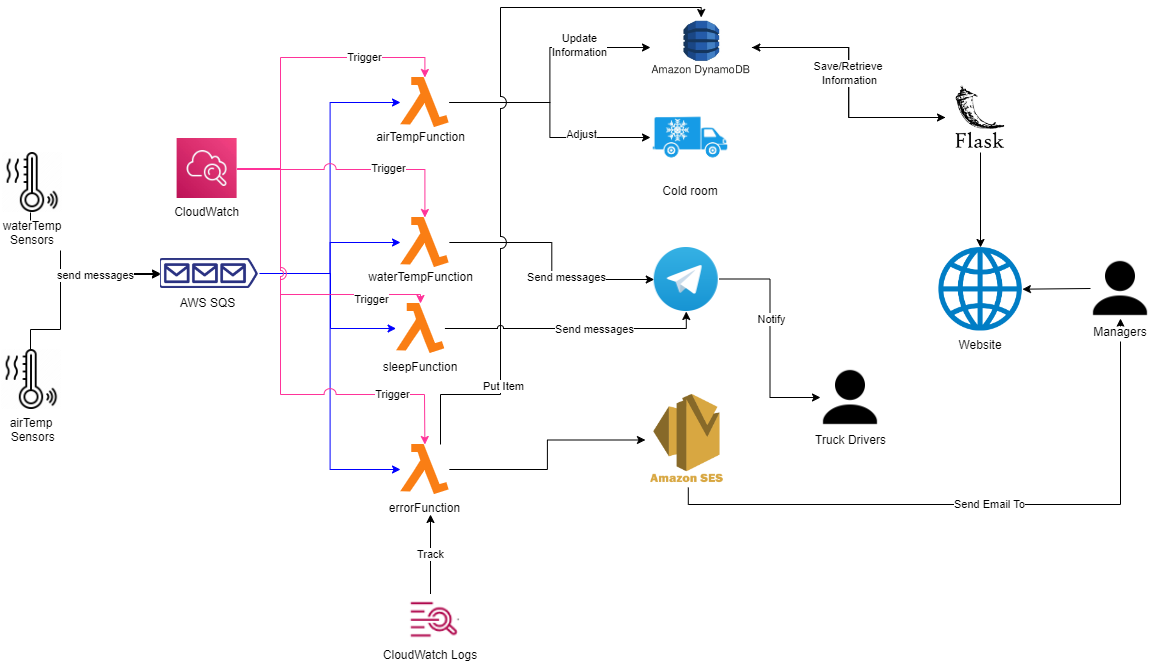 Update
Information
Amazon DynamoDB
Save/Retrieve
Information
Trigger
airTempFunction
Adjust
Flask
Cold room
CloudWatch
Trigger
waterTemp
Sensors
send messages
AWS SQS
waterTempFunction
Send messages
Trigger
Send messages
Notify
Website
Managers
sleepFunction
Put Item
Trigger
airTemp
Sensors
Truck Drivers
Amazon SES
errorFunction
Send Email To
Track
CloudWatch Logs